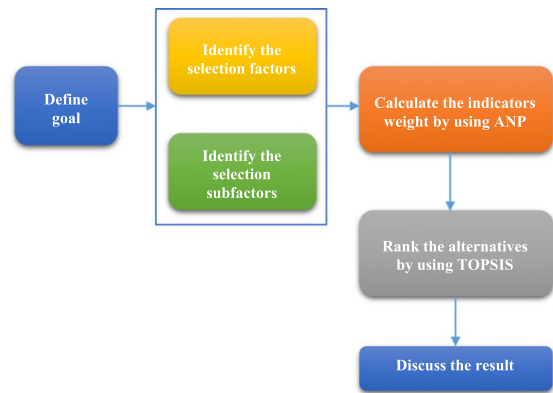 Define
goal
Identify the
selection factors
Identify the
selection
subfactors
Calculate the indicators
weight by using ANP
Rank the alternatives
by using TOPSIS
Discuss the result